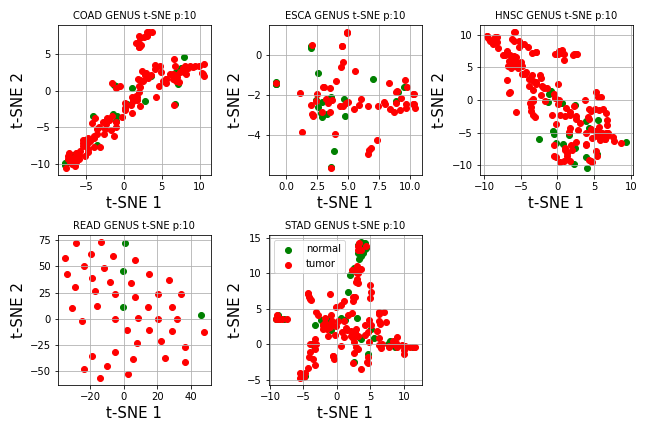 COAD GENUS t-SNE p:10
ESCA GENUS t-SNE p:10
HNSC GENUS t-SNE p:10
t-SNE 2
5
0
−5
−10
−5
0
5
10
t-SNE 1
t-SNE 2
0
−2
−4
0.0
2.5
5.0
7.5
10.0
t-SNE 1
t-SNE 2
10
5
0
−5
−10
−10
−5
0
5
10
t-SNE 1
READ GENUS t-SNE p:10
STAD GENUS t-SNE p:10
t-SNE 2
75
50
25
0
−25
−50
−20
0
20
40
t-SNE 1
t-SNE 2
15
10
5
0
−5
−10
−5
0
5
10
t-SNE 1
normal
tumor